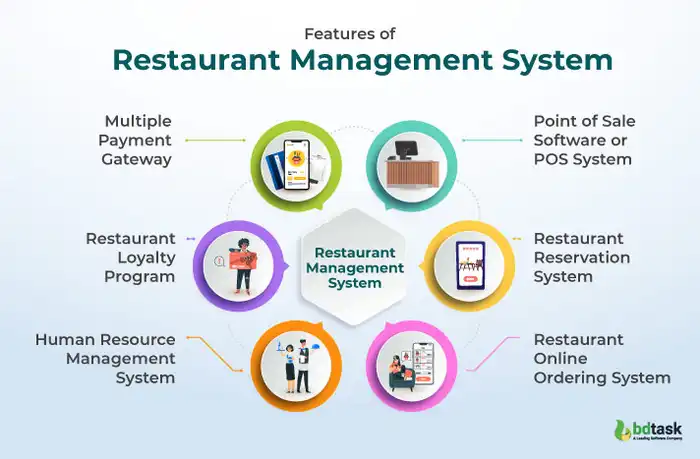 Features of
Restaurant Management System
Multiple
Payment
Gateway
Point of Sale
Software or
POS System
Restaurant
Loyalty
Program
Restaurant
Management
System
Restaurant
Reservation
System
Human Resource
Management
System
Restaurant
Online
Ordering System
bdtask
A Leading Software Company